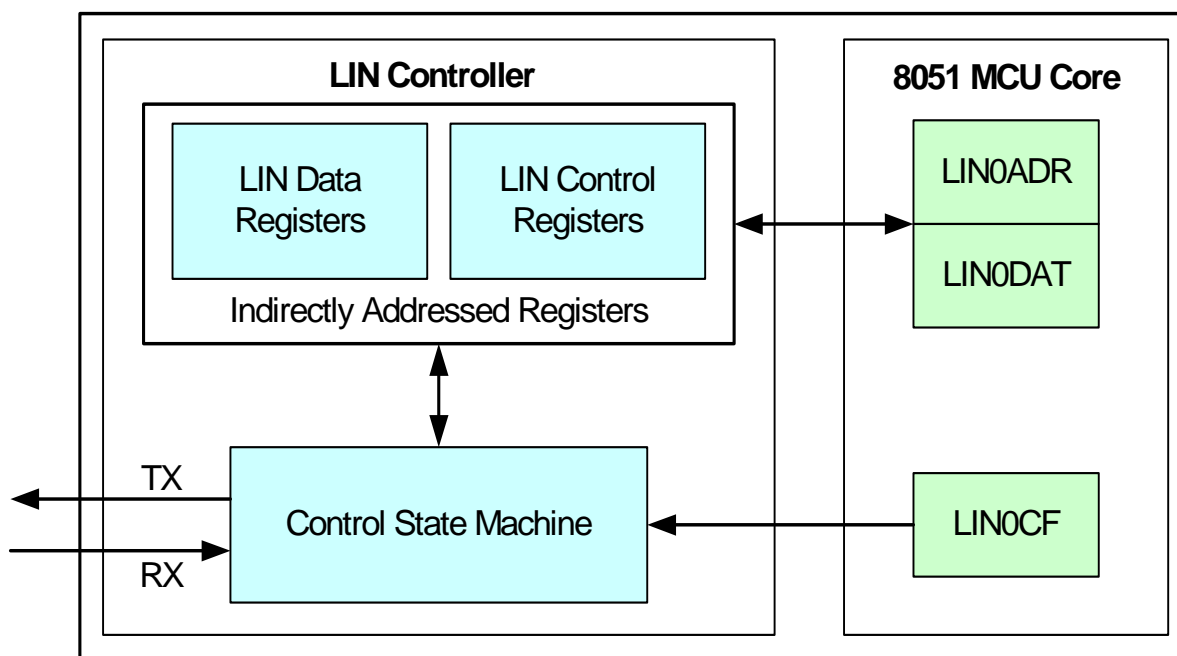 LIN Controller
LIN Data
Registers
LIN Control
Registers
Indirectly Addressed Registers
TX
RX
Control State Machine
8051 MCU Core
LIN0ADR
LIN0DAT
LIN0CF